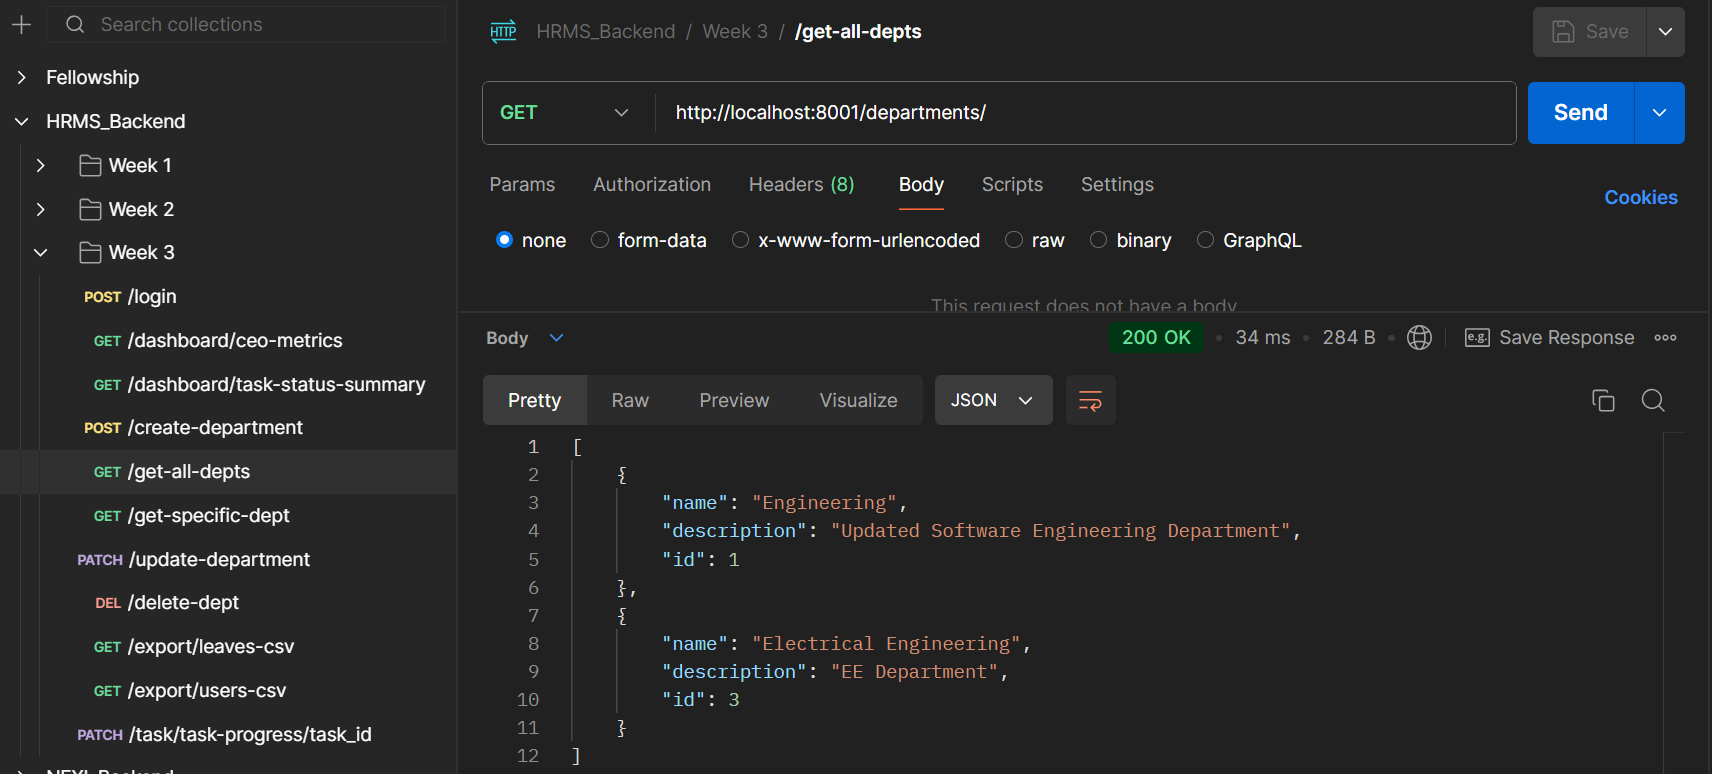 Search collections
Fellowship
HRMS_Backend
Week 1
Week 2
Week 3
POST /login
GET /dashboard/ceo-metrics
GET /dashboard/task-status-summary
POST /create-department
GET /get-all-depts
GET /get-specific-dept
PATCH /update-department
DEL /delete-dept
GET /export/leaves-csv
GET /export/users-csv
PATCH /task/task-progress/task_id
HTTP HRMS_Backend / Week 3 / /get-all-depts
Save
GET http://localhost:8001/departments/
Send
Params Authorization Headers (8) Body Scripts Settings
Cookies
none form-data x-www-form-urlencoded raw binary GraphQL
This request does not have a body
Body 200 OK • 34 ms • 284 B • e.g. Save Response
Pretty Raw Preview Visualize JSON
1 [
2 {
3 "name": "Engineering",
4 "description": "Updated Software Engineering Department",
5 "id": 1
6 },
7 {
8 "name": "Electrical Engineering",
9 "description": "EE Department",
10 "id": 3
11 }
12 ]